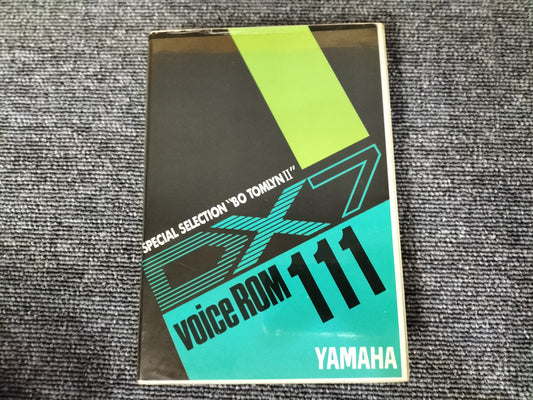 SPECIAL SELECTION "BO TOMLYN II"
DX7
voice ROM 111
YAMAHA